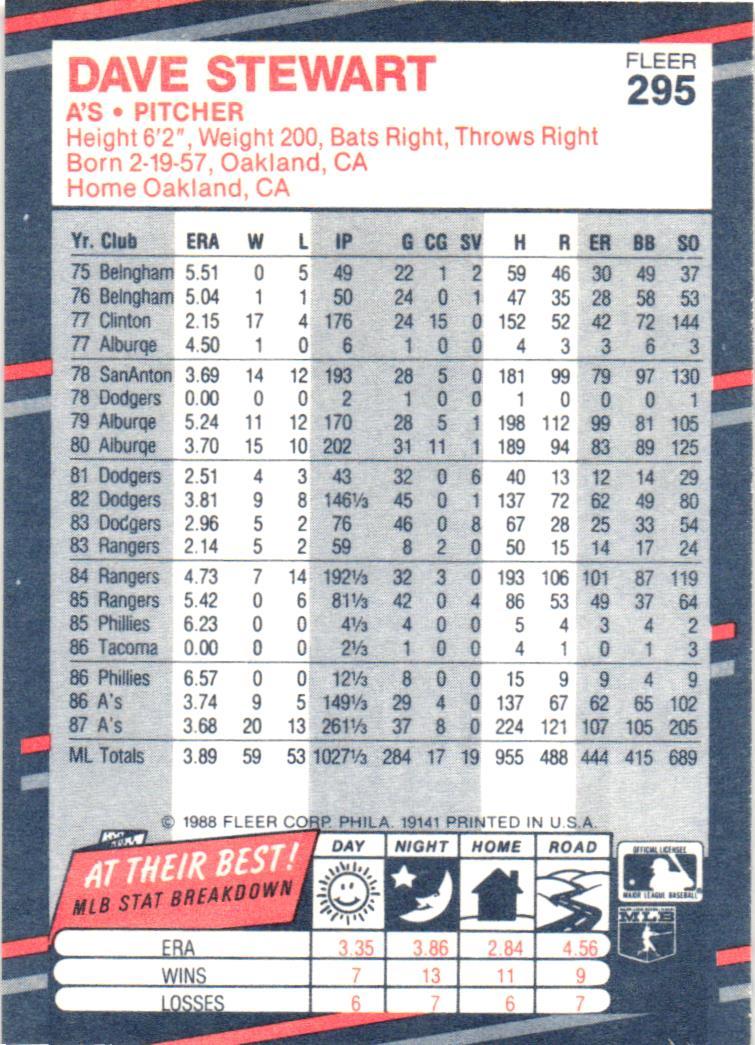 DAVE STEWART
FLEER
295
A'S • PITCHER
Height 6'2", Weight 200, Bats Right, Throws Right
Born 2-19-57, Oakland, CA
Home Oakland, CA
Yr. Club ERA W L IP G CG SV H R ER BB SO
75 Belngham 5.51 0 5 49 22 1 2 59 46 30 49 37
76 Belngham 5.04 1 1 50 24 0 1 47 35 28 58 53
77 Clinton 2.15 17 4 176 24 15 0 152 52 42 72 144
77 Alburqe 4.50 1 0 6 1 0 0 4 3 3 6 3
78 SanAnton 3.69 14 12 193 28 5 0 181 99 79 97 130
78 Dodgers 0.00 0 0 2 1 0 0 1 0 0 0 1
79 Alburqe 5.24 11 12 170 28 5 1 198 112 99 81 105
80 Alburqe 3.70 15 10 202 31 11 1 189 94 83 89 125
81 Dodgers 2.51 4 3 43 32 0 6 40 13 12 14 29
82 Dodgers 3.81 9 8 146⅓ 45 0 1 137 72 62 49 80
83 Dodgers 2.96 5 2 76 46 0 8 67 28 25 33 54
83 Rangers 2.14 5 2 59 8 2 0 50 15 14 17 24
84 Rangers 4.73 7 14 192⅓ 32 3 0 193 106 101 87 119
85 Rangers 5.42 0 6 81⅓ 42 0 4 86 53 49 37 64
85 Phillies 6.23 0 0 4⅓ 4 0 0 5 4 3 4 2
86 Tacoma 0.00 0 0 2⅓ 1 0 0 4 1 0 1 3
86 Phillies 6.57 0 0 12⅓ 8 0 0 15 9 9 4 9
86 A's 3.74 9 5 149⅓ 29 4 0 137 67 62 65 102
87 A's 3.68 20 13 261⅓ 37 8 0 224 121 107 105 205
ML Totals 3.89 59 53 1027⅓ 284 17 19 955 488 444 415 689
© 1988 FLEER CORP. PHILA. 19141 PRINTED IN U.S.A.
AT THEIR BEST!
MLB STAT BREAKDOWN
DAY NIGHT HOME ROAD
ERA 3.35 3.86 2.84 4.56
WINS 7 13 11 9
LOSSES 6 7 6 7
OFFICIAL LICENSEE
MAJOR LEAGUE BASEBALL
MLB